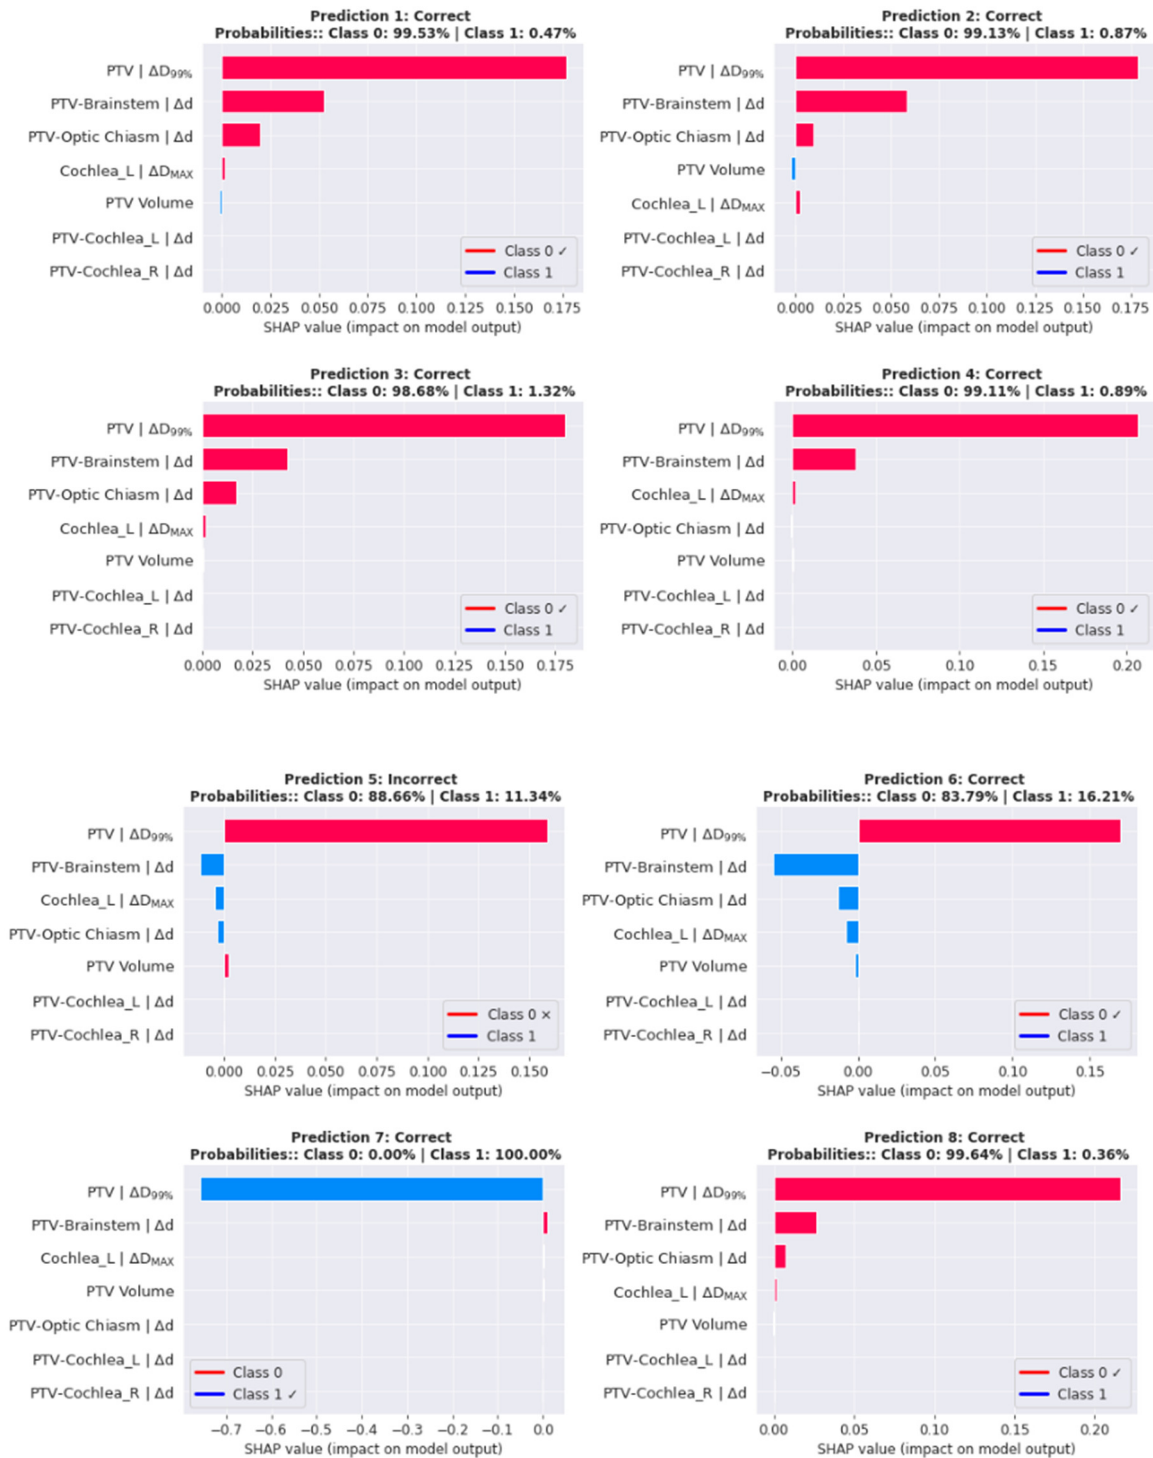 Prediction 1: Correct
Probabilities:: Class 0: 99.53% | Class 1: 0.47%
PTV | ΔD99%
PTV-Brainstem | Δd
PTV-Optic Chiasm | Δd
Cochlea_L | ΔDMAX
PTV Volume
PTV-Cochlea_L | Δd
PTV-Cochlea_R | Δd
Class 0 ✓
Class 1
0.000 0.025 0.050 0.075 0.100 0.125 0.150 0.175
SHAP value (impact on model output)
Prediction 2: Correct
Probabilities:: Class 0: 99.13% | Class 1: 0.87%
PTV | ΔD99%
PTV-Brainstem | Δd
PTV-Optic Chiasm | Δd
PTV Volume
Cochlea_L | ΔDMAX
PTV-Cochlea_L | Δd
PTV-Cochlea_R | Δd
Class 0 ✓
Class 1
0.000 0.025 0.050 0.075 0.100 0.125 0.150 0.175
SHAP value (impact on model output)
Prediction 3: Correct
Probabilities:: Class 0: 98.68% | Class 1: 1.32%
PTV | ΔD99%
PTV-Brainstem | Δd
PTV-Optic Chiasm | Δd
Cochlea_L | ΔDMAX
PTV Volume
PTV-Cochlea_L | Δd
PTV-Cochlea_R | Δd
Class 0 ✓
Class 1
0.000 0.025 0.050 0.075 0.100 0.125 0.150 0.175
SHAP value (impact on model output)
Prediction 4: Correct
Probabilities:: Class 0: 99.11% | Class 1: 0.89%
PTV | ΔD99%
PTV-Brainstem | Δd
Cochlea_L | ΔDMAX
PTV-Optic Chiasm | Δd
PTV Volume
PTV-Cochlea_L | Δd
PTV-Cochlea_R | Δd
Class 0 ✓
Class 1
0.00 0.05 0.10 0.15 0.20
SHAP value (impact on model output)
Prediction 5: Incorrect
Probabilities:: Class 0: 88.66% | Class 1: 11.34%
PTV | ΔD99%
PTV-Brainstem | Δd
Cochlea_L | ΔDMAX
PTV-Optic Chiasm | Δd
PTV Volume
PTV-Cochlea_L | Δd
PTV-Cochlea_R | Δd
Class 0 ×
Class 1
0.000 0.025 0.050 0.075 0.100 0.125 0.150
SHAP value (impact on model output)
Prediction 6: Correct
Probabilities:: Class 0: 83.79% | Class 1: 16.21%
PTV | ΔD99%
PTV-Brainstem | Δd
PTV-Optic Chiasm | Δd
Cochlea_L | ΔDMAX
PTV Volume
PTV-Cochlea_L | Δd
PTV-Cochlea_R | Δd
Class 0 ✓
Class 1
−0.05 0.00 0.05 0.10 0.15
SHAP value (impact on model output)
Prediction 7: Correct
Probabilities:: Class 0: 0.00% | Class 1: 100.00%
PTV | ΔD99%
PTV-Brainstem | Δd
Cochlea_L | ΔDMAX
PTV Volume
PTV-Optic Chiasm | Δd
PTV-Cochlea_L | Δd
PTV-Cochlea_R | Δd
Class 0
Class 1 ✓
−0.7 −0.6 −0.5 −0.4 −0.3 −0.2 −0.1 0.0
SHAP value (impact on model output)
Prediction 8: Correct
Probabilities:: Class 0: 99.64% | Class 1: 0.36%
PTV | ΔD99%
PTV-Brainstem | Δd
PTV-Optic Chiasm | Δd
Cochlea_L | ΔDMAX
PTV Volume
PTV-Cochlea_L | Δd
PTV-Cochlea_R | Δd
Class 0 ✓
Class 1
0.00 0.05 0.10 0.15 0.20
SHAP value (impact on model output)